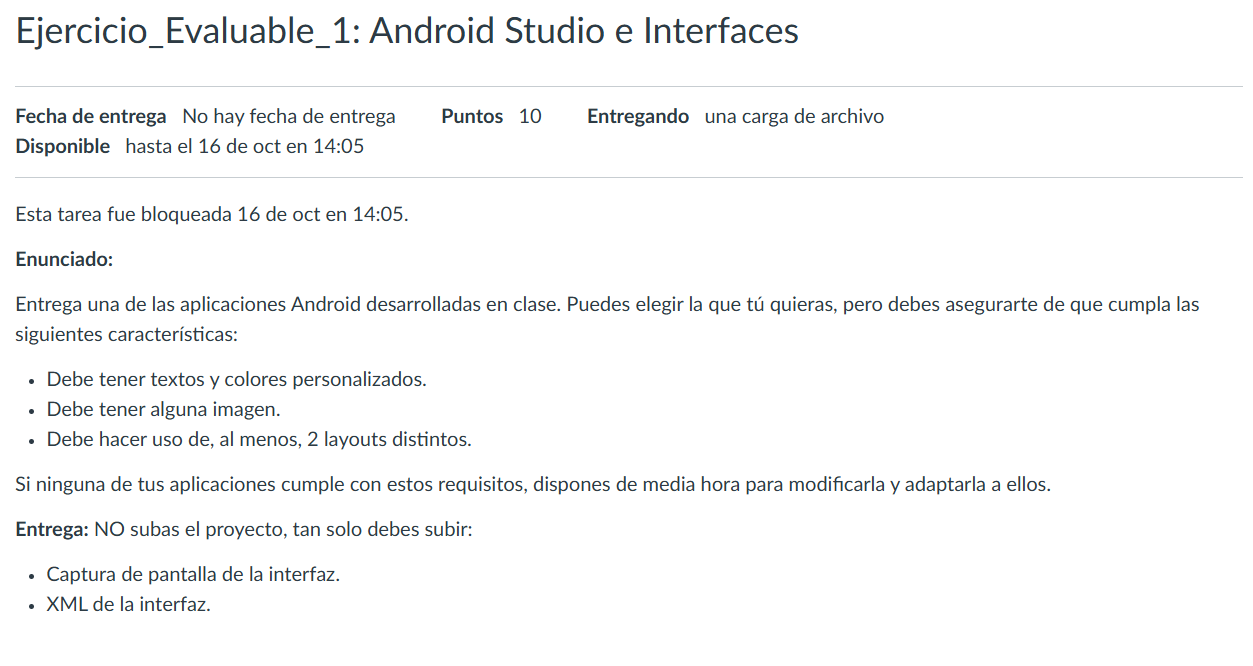 Ejercicio_Evaluable_1: Android Studio e Interfaces
Fecha de entrega No hay fecha de entrega Puntos 10 Entregando una carga de archivo
Disponible hasta el 16 de oct en 14:05
Esta tarea fue bloqueada 16 de oct en 14:05.
Enunciado:
Entrega una de las aplicaciones Android desarrolladas en clase. Puedes elegir la que tú quieras, pero debes asegurarte de que cumpla las
siguientes características:
• Debe tener textos y colores personalizados.
• Debe tener alguna imagen.
• Debe hacer uso de, al menos, 2 layouts distintos.
Si ninguna de tus aplicaciones cumple con estos requisitos, dispones de media hora para modificarla y adaptarla a ellos.
Entrega: NO subas el proyecto, tan solo debes subir:
• Captura de pantalla de la interfaz.
• XML de la interfaz.